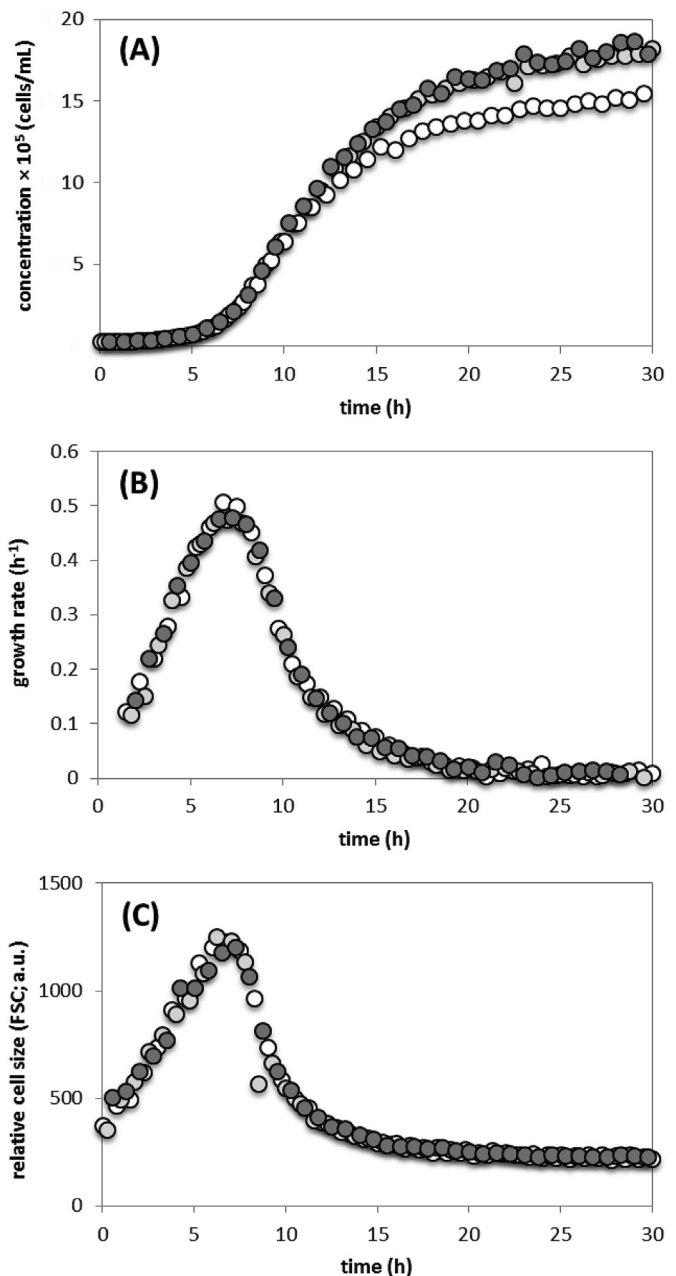 (A)
concentration × 10⁵ (cells/mL)
20
15
10
5
0
0 5 10 15 20 25 30
time (h)
(B)
growth rate (h⁻¹)
0.6
0.5
0.4
0.3
0.2
0.1
0
0 5 10 15 20 25 30
time (h)
(C)
relative cell size (FSC; a.u.)
1500
1000
500
0
0 5 10 15 20 25 30
time (h)